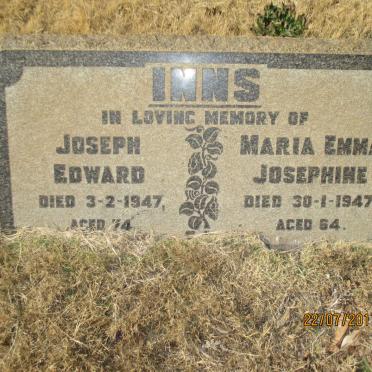 INNS
IN LOVING MEMORY OF
JOSEPH
EDWARD
DIED 3-2-1947,
AGED 74
MARIA EMMA
JOSEPHINE
DIED 30-1-1947
AGED 64.
22/07/201